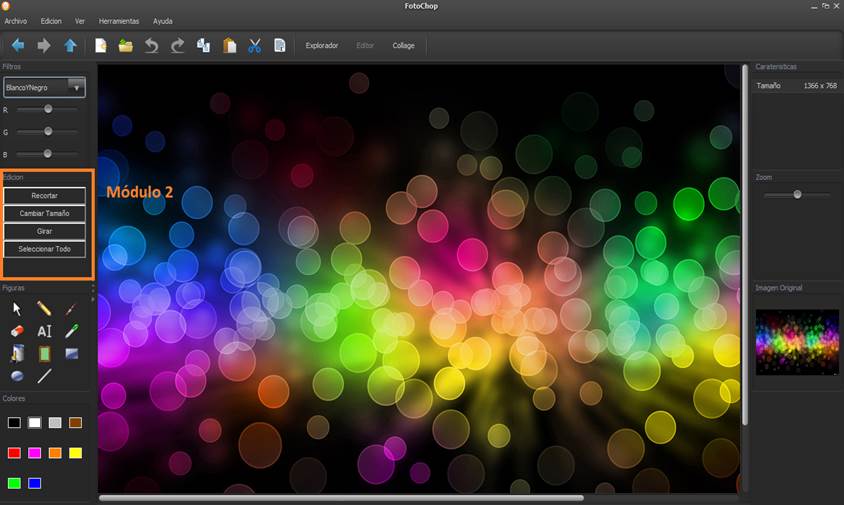 FotoChop
Archivo Edicion Ver Herramientas Ayuda
Explorador Editor Collage
Filtros
BlancoYNegro
R
G
B
Edicion
Recortar
Cambiar Tamaño
Girar
Seleccionar Todo
Módulo 2
Figuras
AI
Colores
Carateristicas
Tamaño 1366 x 768
Zoom
Imagen Original